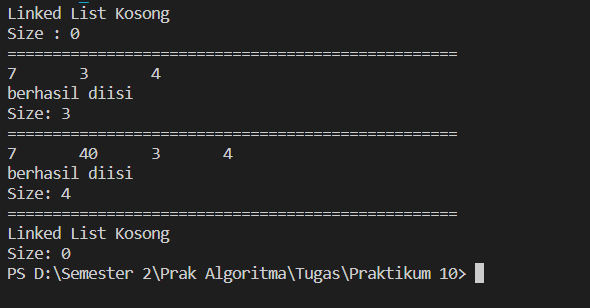 Linked List Kosong
Size : 0
==================================================
7 3 4
berhasil diisi
Size: 3
==================================================
7 40 3 4
berhasil diisi
Size: 4
==================================================
Linked List Kosong
Size: 0
PS D:\Semester 2\Prak Algoritma\Tugas\Praktikum 10>